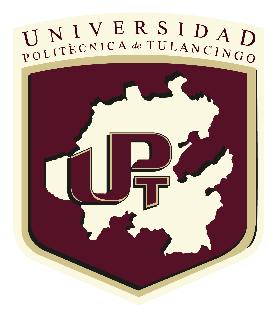 UNIVERSIDAD
POLITÉCNICA de TULANCINGO
UPT